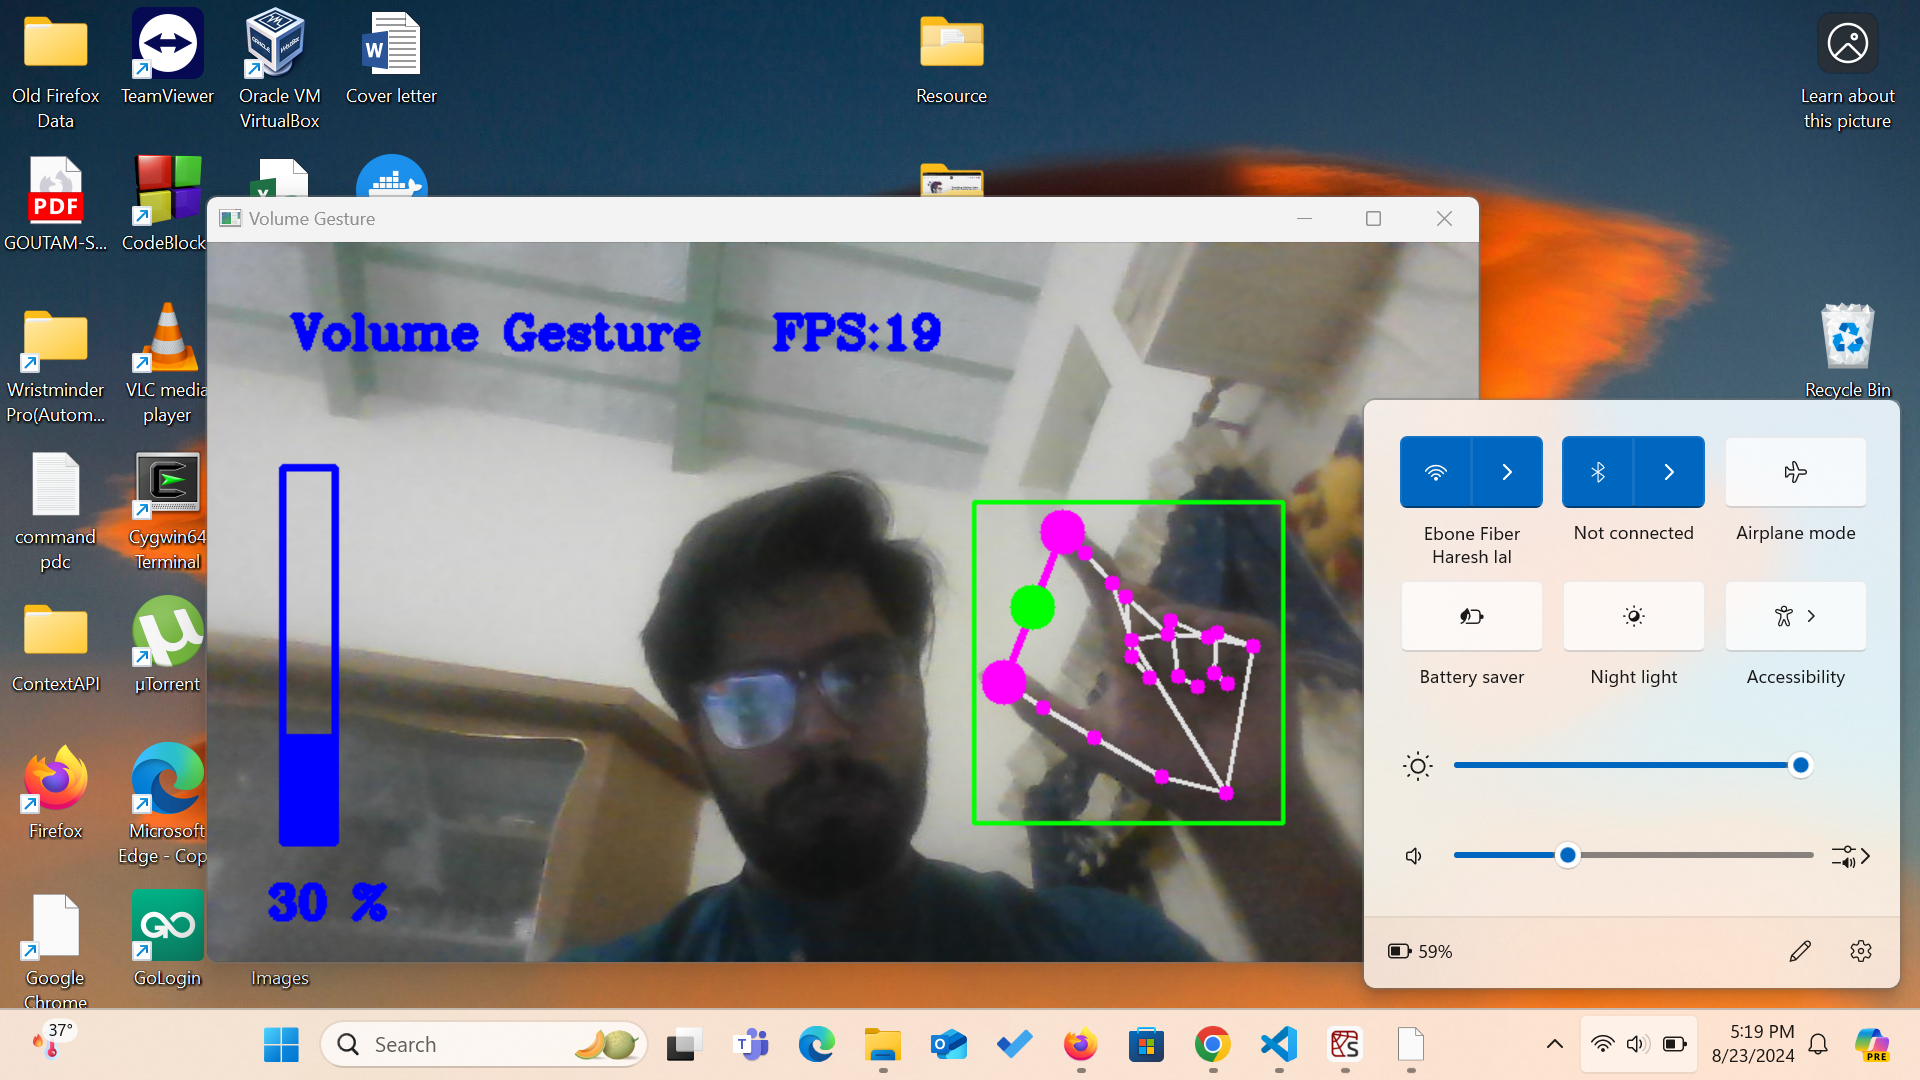 Old Firefox
Data
TeamViewer
Oracle VM
VirtualBox
Cover letter
W
Resource
Learn about
this picture
PDF
GOUTAM-S...
CodeBlock
Volume Gesture
Volume Gesture FPS:19
Wristminder
Pro(Autom...
VLC media
player
Recycle Bin
command
pdc
Cygwin64
Terminal
ContextAPI
µTorrent
Firefox
Microsoft
Edge - Cop
30 %
Google
Chrome
GoLogin
Images
Ebone Fiber
Haresh lal
Not connected
Airplane mode
Battery saver
Night light
Accessibility
59%
37°
Search
5:19 PM
8/23/2024
PRE